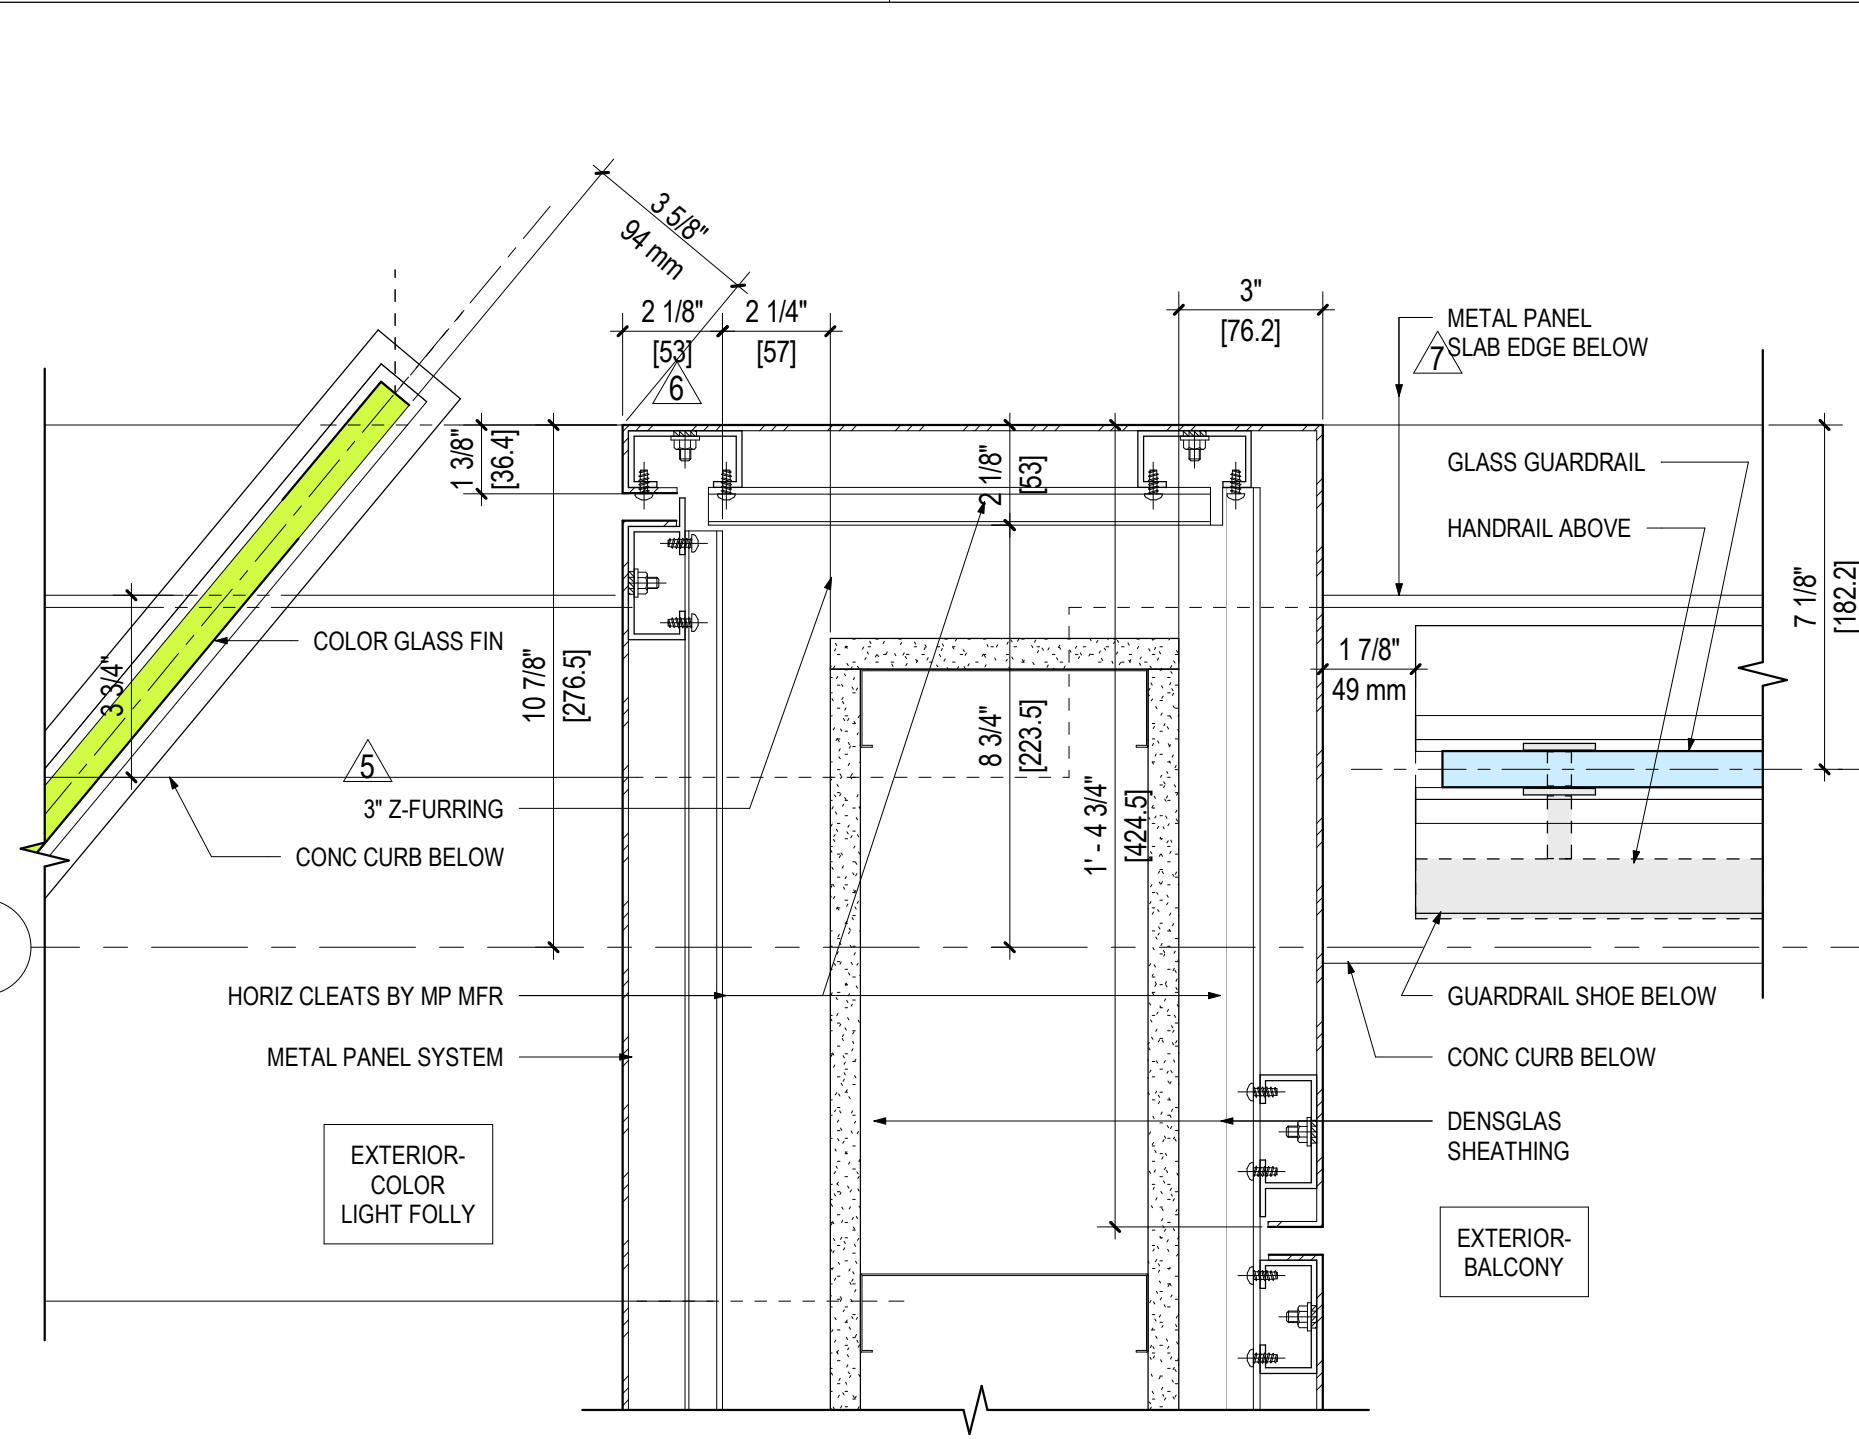 3 5/8"
94 mm
2 1/8"
[53]
2 1/4"
[57]
3"
[76.2]
6
METAL PANEL
SLAB EDGE BELOW
7
1 3/8"
[36.4]
2 1/8"
[53]
GLASS GUARDRAIL
HANDRAIL ABOVE
7 1/8"
[182.2]
COLOR GLASS FIN
3 3/4"
10 7/8"
[276.5]
1 7/8"
49 mm
8 3/4"
[223.5]
5
3" Z-FURRING
1' - 4 3/4"
[424.5]
CONC CURB BELOW
HORIZ CLEATS BY MP MFR
GUARDRAIL SHOE BELOW
METAL PANEL SYSTEM
CONC CURB BELOW
DENSGLAS
SHEATHING
EXTERIOR-
COLOR
LIGHT FOLLY
EXTERIOR-
BALCONY